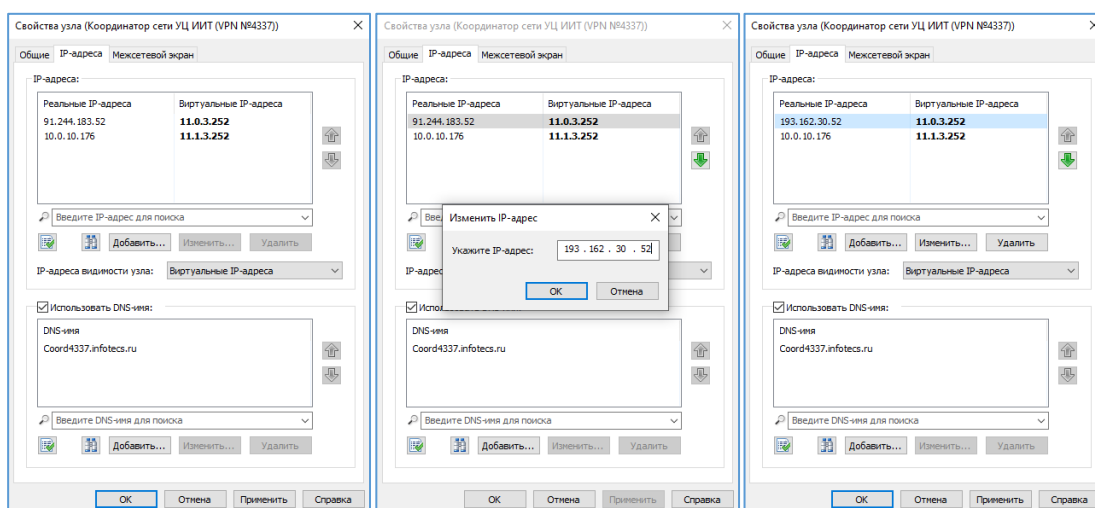 Свойства узла (Координатор сети УЦ ИИТ (VPN №4337))
Общие IP-адреса Межсетевой экран
IP-адреса:
Реальные IP-адреса Виртуальные IP-адреса
91.244.183.52 11.0.3.252
10.0.10.176 11.1.3.252
Введите IP-адрес для поиска
Добавить... Изменить... Удалить
IP-адреса видимости узла: Виртуальные IP-адреса
Использовать DNS-имя:
DNS-имя
Coord4337.infotecs.ru
Введите DNS-имя для поиска
Добавить... Изменить... Удалить
ОК Отмена Применить Справка
Свойства узла (Координатор сети УЦ ИИТ (VPN №4337))
Общие IP-адреса Межсетевой экран
IP-адреса:
Реальные IP-адреса Виртуальные IP-адреса
91.244.183.52 11.0.3.252
10.0.10.176 11.1.3.252
Изменить IP-адрес
Укажите IP-адрес: 193 . 162 . 30 . 52
ОК Отмена
DNS-имя
Coord4337.infotecs.ru
Введите DNS-имя для поиска
Добавить... Изменить... Удалить
ОК Отмена Применить Справка
Свойства узла (Координатор сети УЦ ИИТ (VPN №4337))
Общие IP-адреса Межсетевой экран
IP-адреса:
Реальные IP-адреса Виртуальные IP-адреса
193.162.30.52 11.0.3.252
10.0.10.176 11.1.3.252
Введите IP-адрес для поиска
Добавить... Изменить... Удалить
IP-адреса видимости узла: Виртуальные IP-адреса
Использовать DNS-имя:
DNS-имя
Coord4337.infotecs.ru
Введите DNS-имя для поиска
Добавить... Изменить... Удалить
ОК Отмена Применить Справка